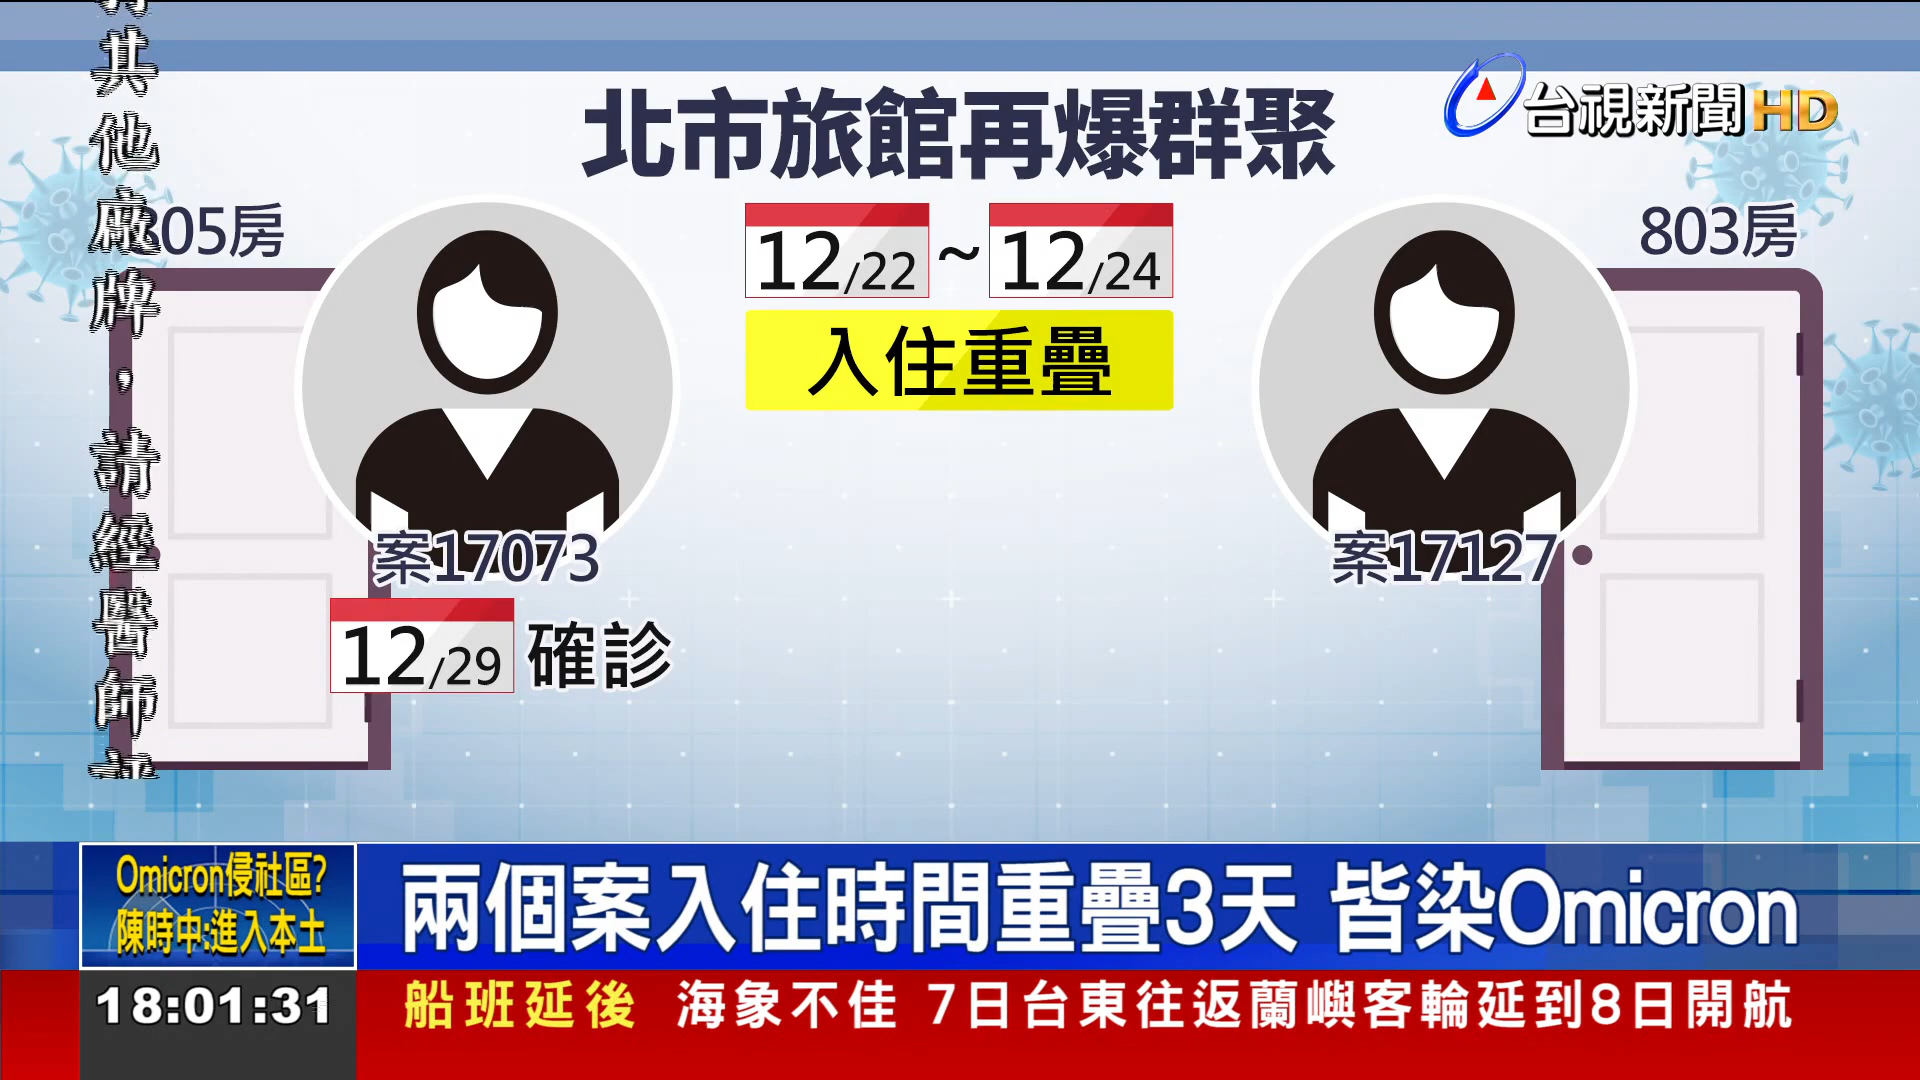 北市旅館再爆群聚
台視新聞HD
805房
12/22~12/24
入住重疊
803房
其他廠牌,請經醫師
案17073
12/29 確診
案17127
Omicron侵社區?
陳時中:進入本土
兩個案入住時間重疊3天 皆染Omicron
18:01:31
船班延後 海象不佳 7日台東往返蘭嶼客輪延到8日開航